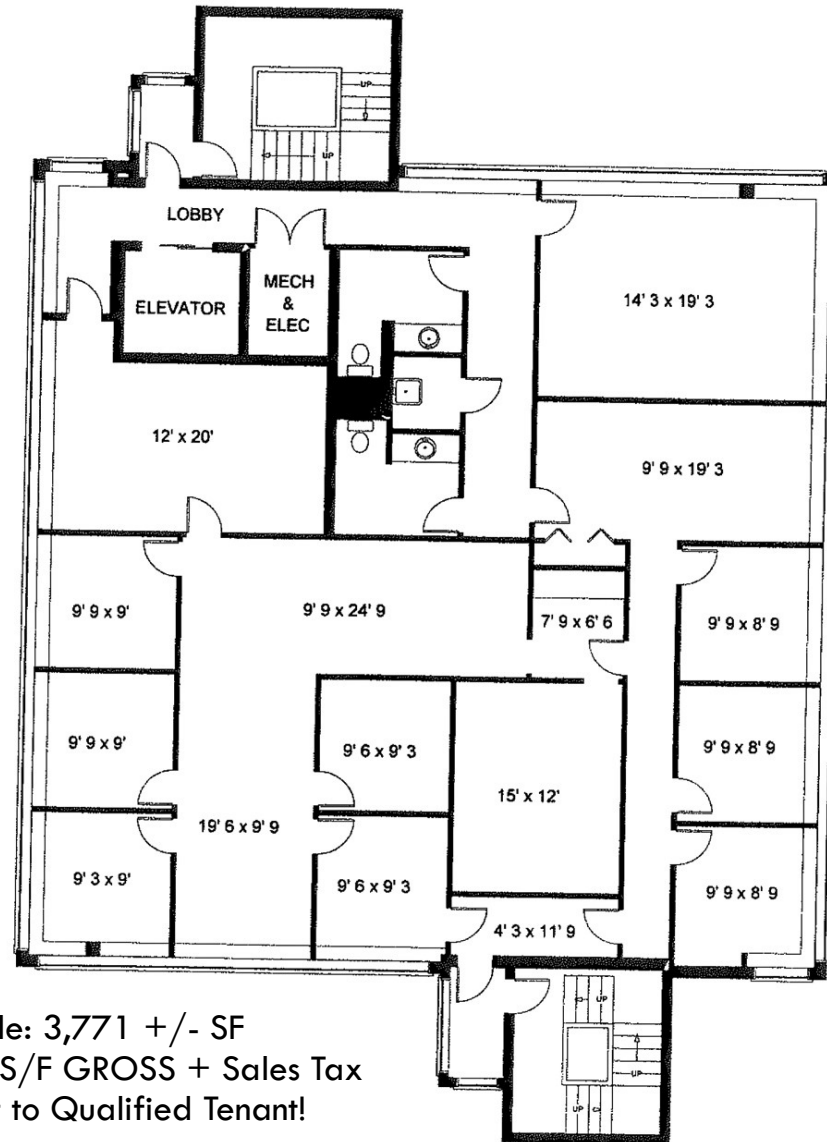 UP
UP
LOBBY
ELEVATOR
MECH
&
ELEC
14' 3 x 19' 3
12' x 20'
9' 9 x 19' 3
9' 9 x 9'
9' 9 x 24' 9
7' 9 x 6' 6
9' 9 x 8' 9
9' 9 x 9'
9' 6 x 9' 3
9' 9 x 8' 9
15' x 12'
19' 6 x 9' 9
9' 3 x 9'
9' 6 x 9' 3
9' 9 x 8' 9
4' 3 x 11' 9
UP
UP
UP
3,771 +/- SF
S/F GROSS + Sales Tax
to Qualified Tenant!